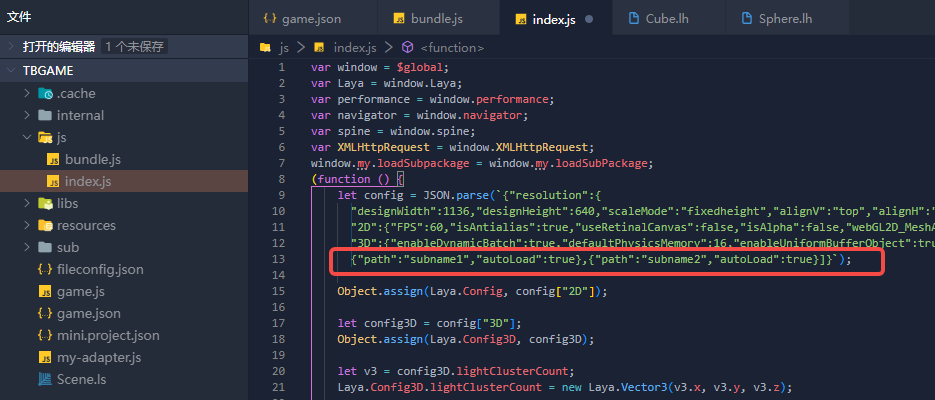 文件
打开的编辑器 1 个未保存
TBGAME
.cache
internal
js
bundle.js
index.js
libs
resources
sub
fileconfig.json
game.js
game.json
mini.project.json
my-adapter.js
Scene.ls
game.json bundle.js index.js Cube.lh Sphere.lh
js > index.js > <function>
1 var window = $global;
2 var Laya = window.Laya;
3 var performance = window.performance;
4 var navigator = window.navigator;
5 var spine = window.spine;
6 var XMLHttpRequest = window.XMLHttpRequest;
7 window.my.loadSubpackage = window.my.loadSubPackage;
8 (function () {
9 let config = JSON.parse(`{"resolution":{
10 "designWidth":1136,"designHeight":640,"scaleMode":"fixedheight","alignV":"top","alignH":"
11 "2D":{"FPS":60,"isAntialias":true,"useRetinalCanvas":false,"isAlpha":false,"webGL2D_MeshA
12 "3D":{"enableDynamicBatch":true,"defaultPhysicsMemory":16,"enableUniformBufferObject":tru
13 {"path":"subname1","autoLoad":true},{"path":"subname2","autoLoad":true}]}`);
14
15 Object.assign(Laya.Config, config["2D"]);
16
17 let config3D = config["3D"];
18 Object.assign(Laya.Config3D, config3D);
19
20 let v3 = config3D.lightClusterCount;
21 Laya.Config3D.lightClusterCount = new Laya.Vector3(v3.x, v3.y, v3.z);